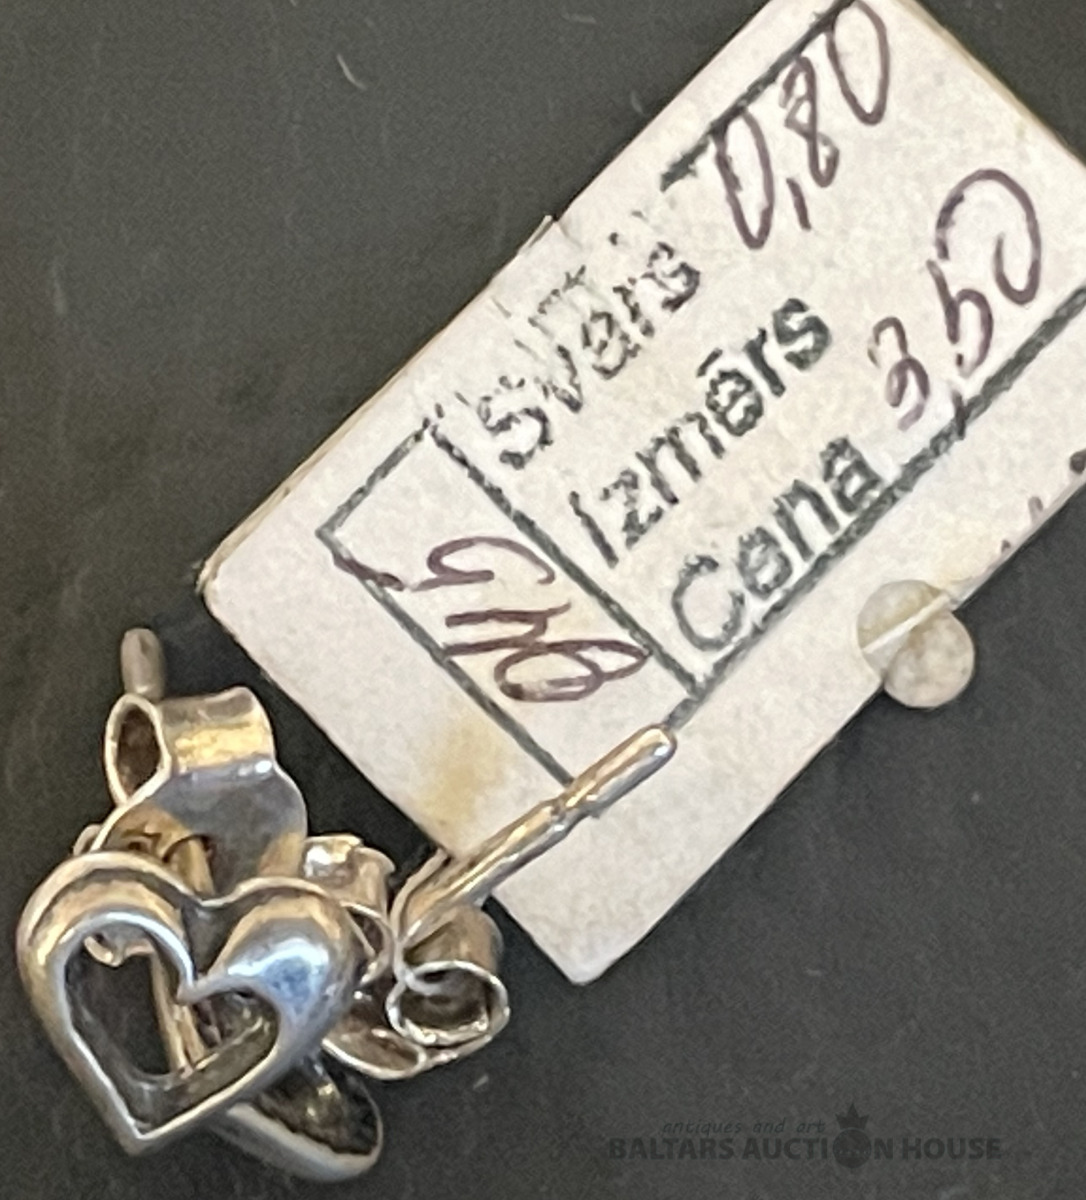 Svars 0,80
Izmērs
Cena 3,50
antiques and art
BALTARS AUCTION HOUSE